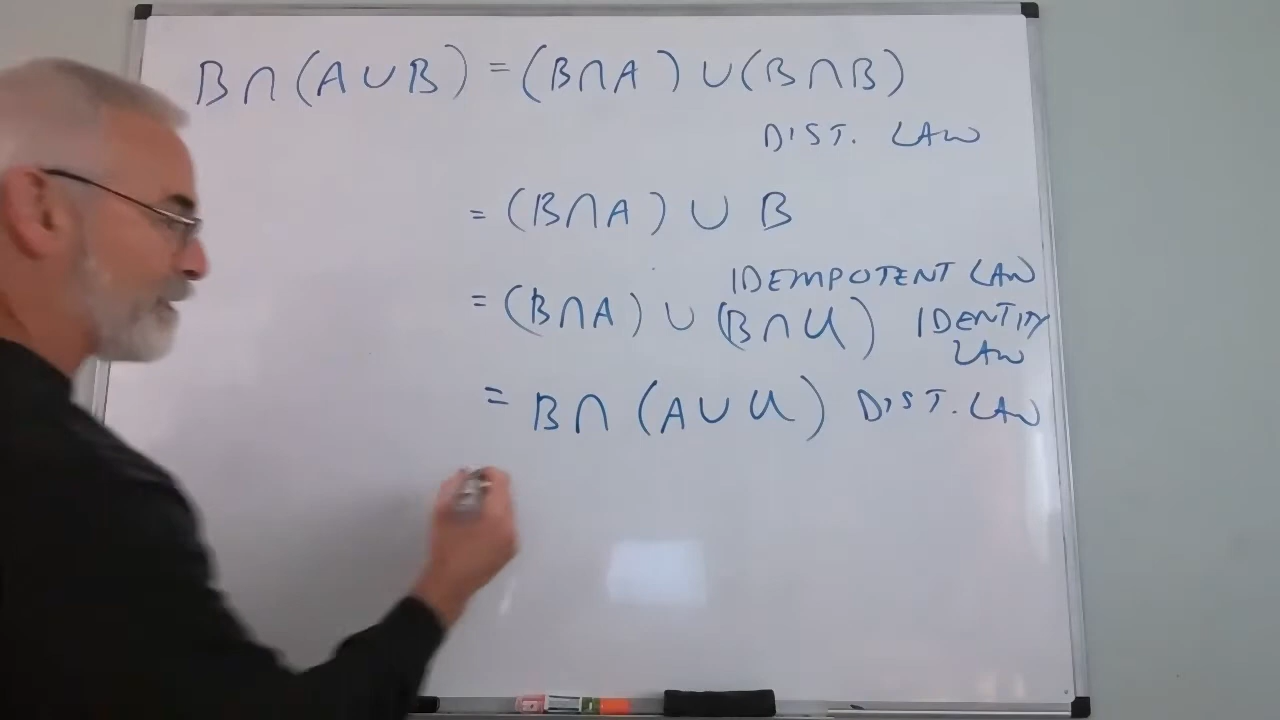 B∩(A∪B) = (B∩A) ∪ (B∩B)
DIST. LAW
= (B∩A) ∪ B
IDEMPOTENT LAW
= (B∩A) ∪ (B∩U) IDENTITY
LAW
= B∩(A∪U) DIST. LAW